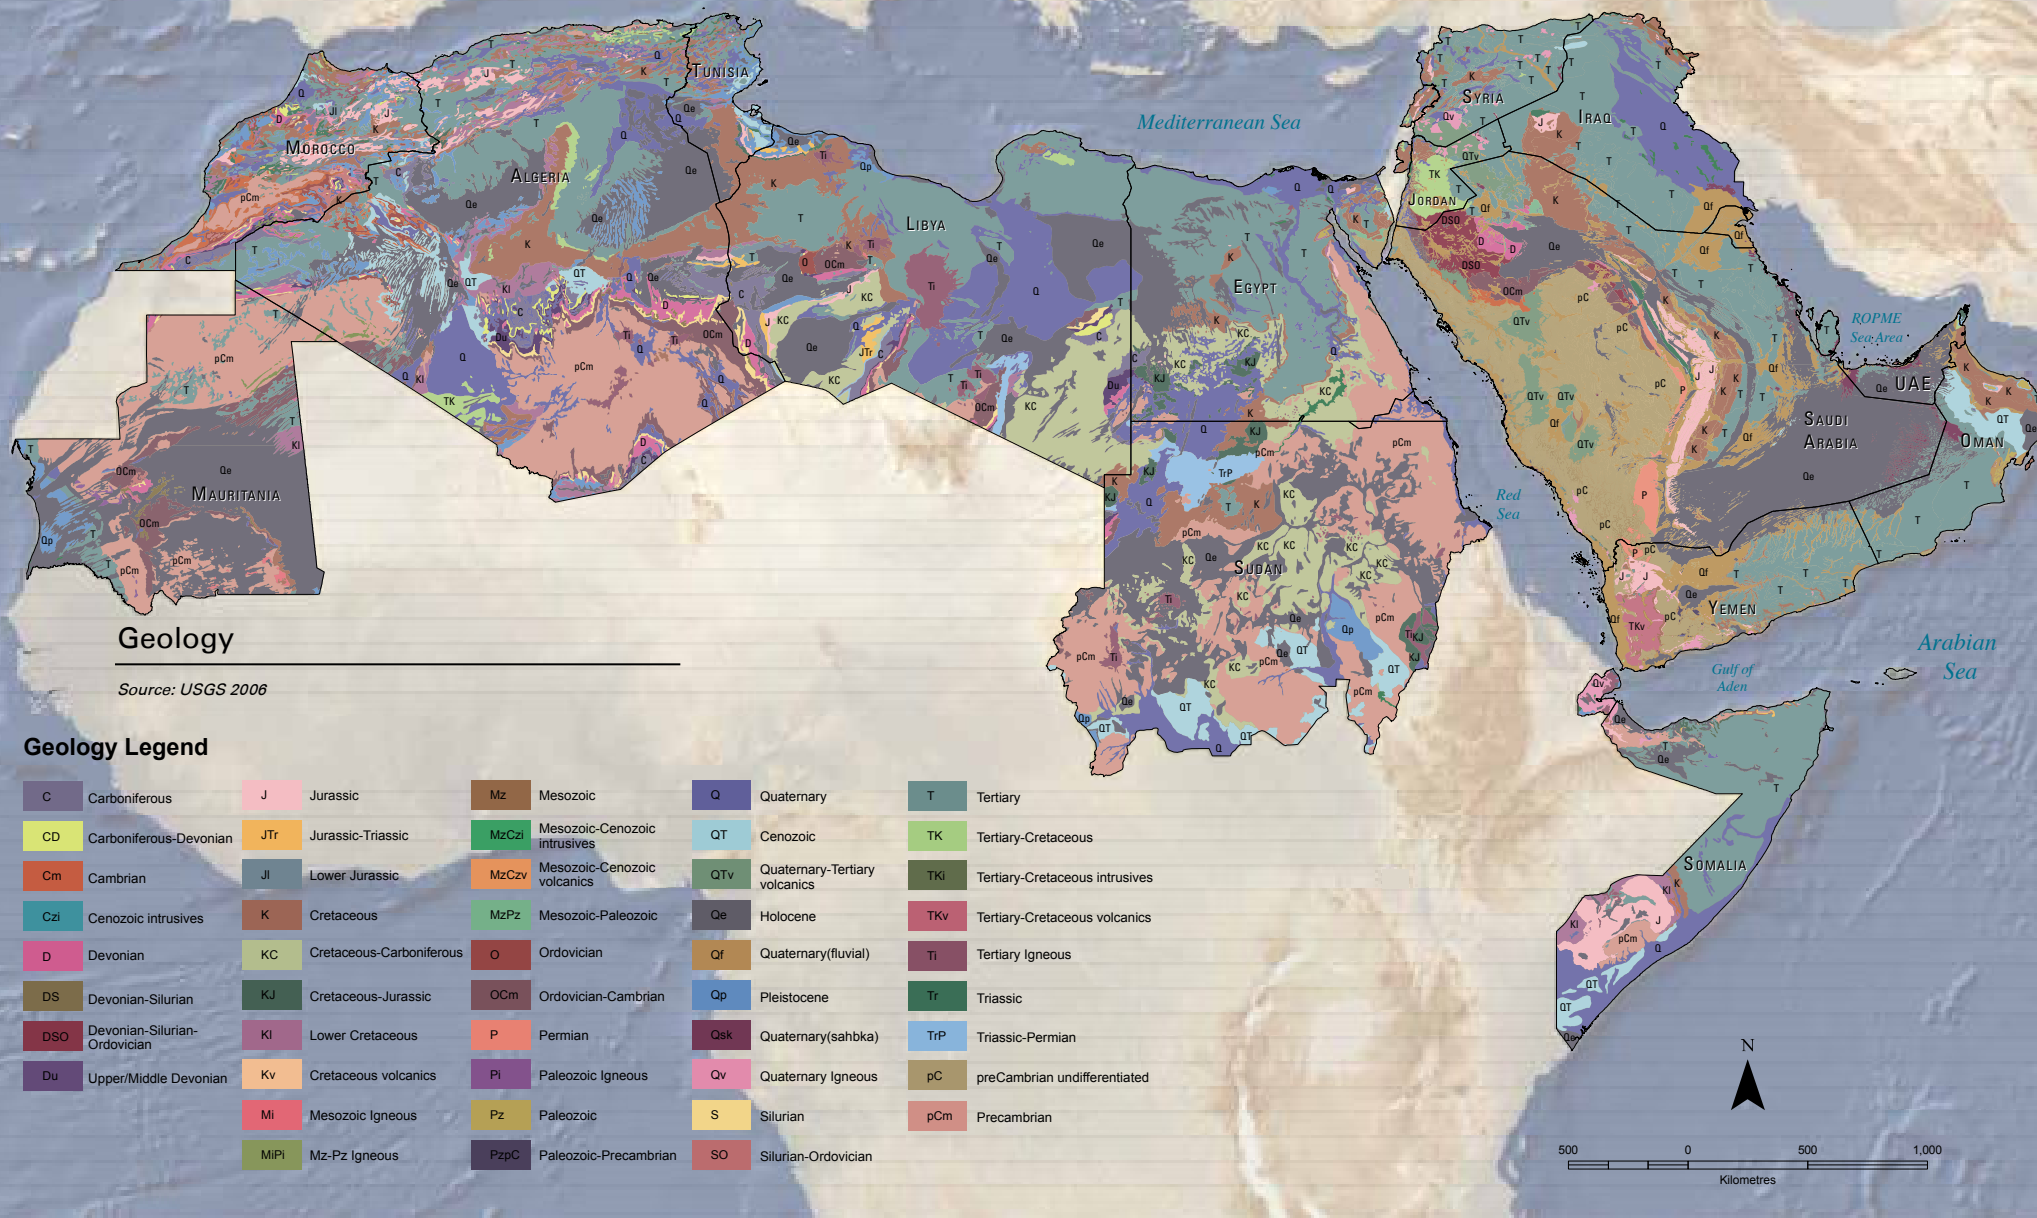 Mediterranean Sea
TUNISIA
SYRIA
IRAQ
MOROCCO
ALGERIA
JORDAN
LIBYA
EGYPT
ROPME
Sea Area
UAE
SAUDI
ARABIA
OMAN
MAURITANIA
Red
Sea
SUDAN
YEMEN
Arabian
Sea
Gulf of
Aden
SOMALIA
Geology
Source: USGS 2006
Geology Legend
C Carboniferous
CD Carboniferous-Devonian
Cm Cambrian
Czi Cenozoic intrusives
D Devonian
DS Devonian-Silurian
DSO Devonian-Silurian-
Ordovician
Du Upper/Middle Devonian
J Jurassic
JTr Jurassic-Triassic
Jl Lower Jurassic
K Cretaceous
KC Cretaceous-Carboniferous
KJ Cretaceous-Jurassic
Kl Lower Cretaceous
Kv Cretaceous volcanics
Mi Mesozoic Igneous
MiPi Mz-Pz Igneous
Mz Mesozoic
MzCzi Mesozoic-Cenozoic
intrusives
MzCzv Mesozoic-Cenozoic
volcanics
MzPz Mesozoic-Paleozoic
O Ordovician
OCm Ordovician-Cambrian
P Permian
Pi Paleozoic Igneous
Pz Paleozoic
PzpC Paleozoic-Precambrian
Q Quaternary
QT Cenozoic
QTv Quaternary-Tertiary
volcanics
Qe Holocene
Qf Quaternary(fluvial)
Qp Pleistocene
Qsk Quaternary(sahbka)
Qv Quaternary Igneous
S Silurian
SO Silurian-Ordovician
T Tertiary
TK Tertiary-Cretaceous
TKi Tertiary-Cretaceous intrusives
TKv Tertiary-Cretaceous volcanics
Ti Tertiary Igneous
Tr Triassic
TrP Triassic-Permian
pC preCambrian undifferentiated
pCm Precambrian
N
500 0 500 1,000
Kilometres